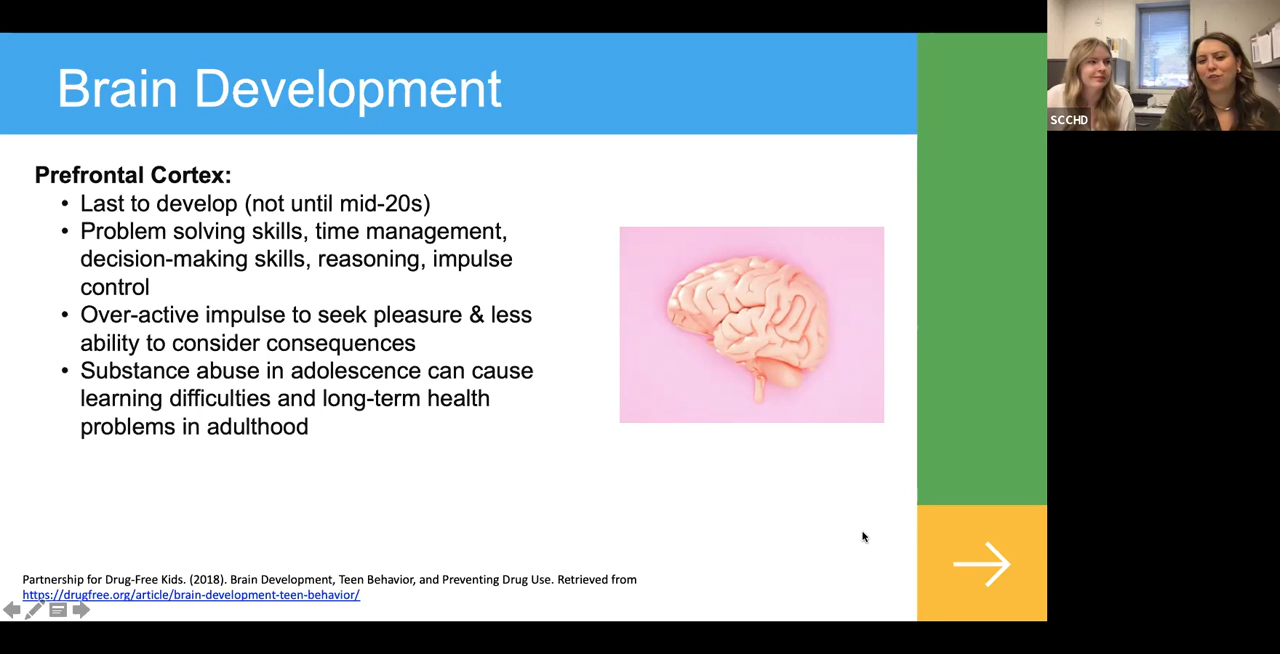 Brain Development
SCCHD
Prefrontal Cortex:
• Last to develop (not until mid-20s)
• Problem solving skills, time management,
decision-making skills, reasoning, impulse
control
• Over-active impulse to seek pleasure & less
ability to consider consequences
• Substance abuse in adolescence can cause
learning difficulties and long-term health
problems in adulthood
Partnership for Drug-Free Kids. (2018). Brain Development, Teen Behavior, and Preventing Drug Use. Retrieved from
https://drugfree.org/article/brain-development-teen-behavior/